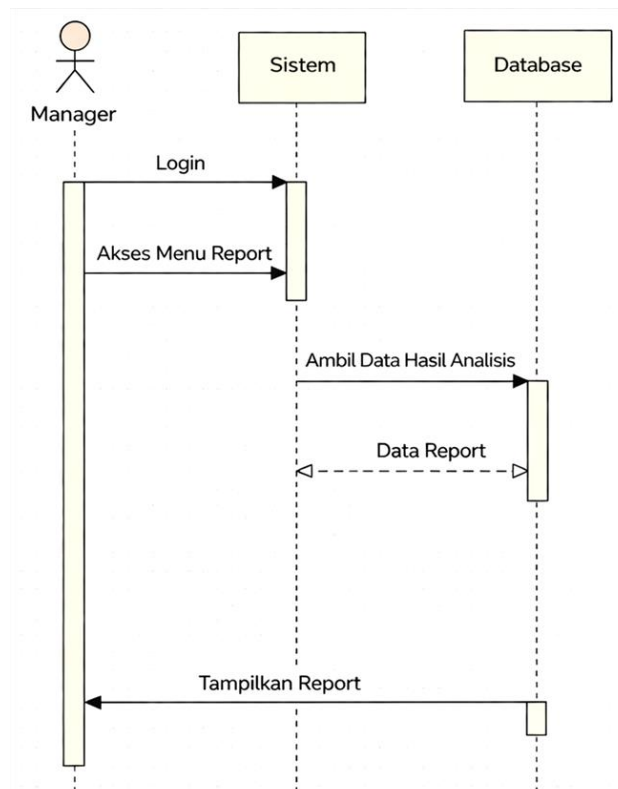 Sistem
Database
Manager
Login
Akses Menu Report
Ambil Data Hasil Analisis
Data Report
Tampilkan Report